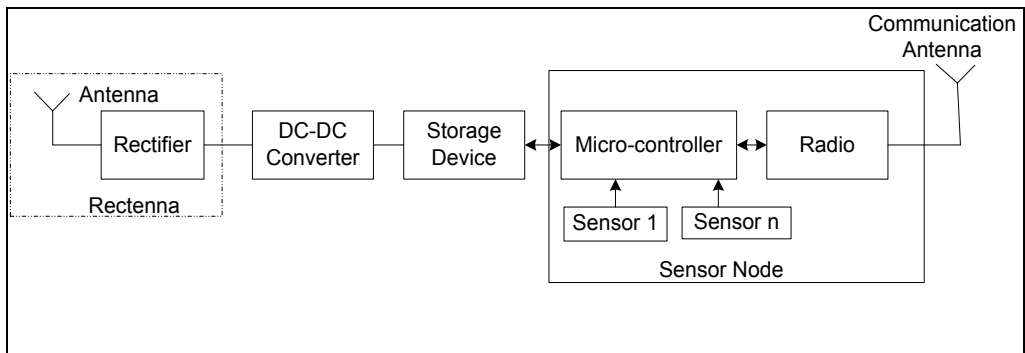 Communication
Antenna
Antenna
Rectifier
Rectenna
DC-DC
Converter
Storage
Device
Micro-controller
Radio
Sensor 1
Sensor n
Sensor Node